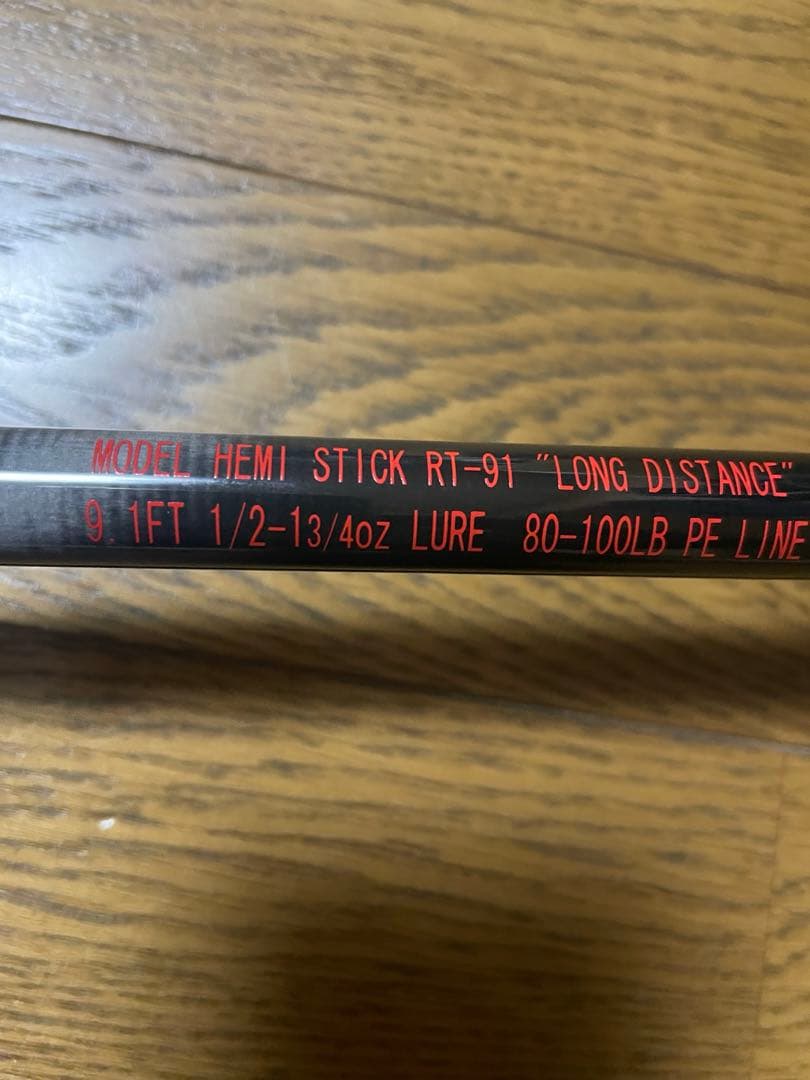 MODEL HEMI STICK RT-91 "LONG DISTANCE"
9.1FT 1/2-13/4oz LURE 80-100LB PE LINE